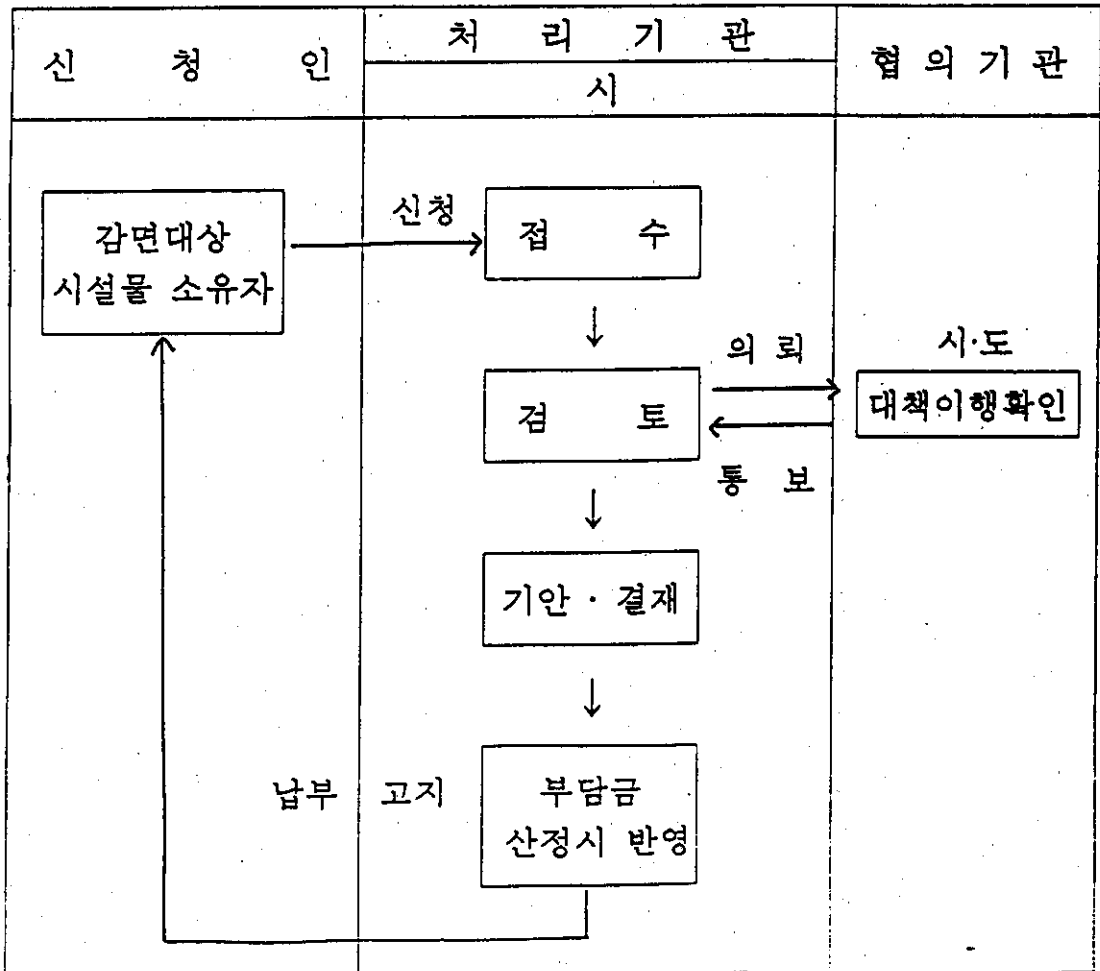 신 청 인
처 리 기 관
시
협 의 기 관
감면대상
시설물 소유자
신청
접 수
의 뢰
시·도
검 토
대책이행확인
통 보
기안 · 결재
납부 고지
부담금
산정시 반영